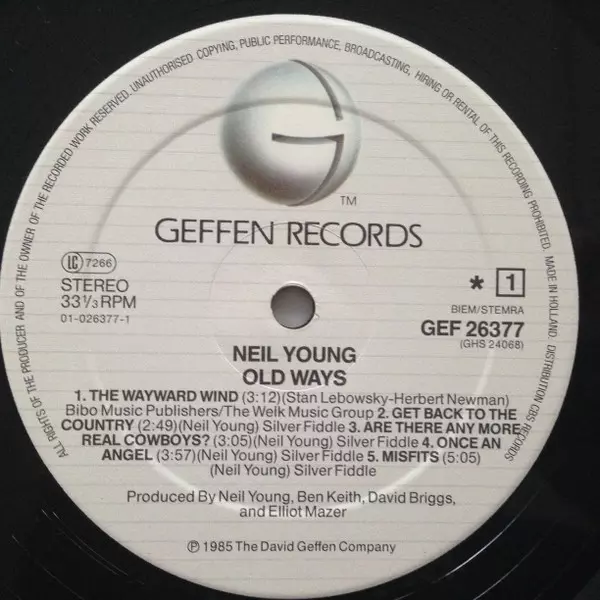 ALL RIGHTS OF THE PRODUCER AND OF THE OWNER OF THE RECORDED WORK RESERVED. UNAUTHORISED COPYING, PUBLIC PERFORMANCE, BROADCASTING, HIRING OR RENTAL OF THIS RECORDING PROHIBITED. MADE IN HOLLAND. DISTRIBUTION CBS RECORDS
G
TM
GEFFEN RECORDS
LC 7266
STEREO
33⅓ RPM
01-026377-1
* 1
BIEM/STEMRA
GEF 26377
(GHS 24068)
NEIL YOUNG
OLD WAYS
1. THE WAYWARD WIND (3:12)(Stan Lebowsky-Herbert Newman)
Bibo Music Publishers/The Welk Music Group 2. GET BACK TO THE
COUNTRY (2:49)(Neil Young) Silver Fiddle 3. ARE THERE ANY MORE
REAL COWBOYS? (3:05)(Neil Young) Silver Fiddle 4. ONCE AN
ANGEL (3:57)(Neil Young) Silver Fiddle 5. MISFITS (5:05)
(Neil Young) Silver Fiddle
Produced By Neil Young, Ben Keith, David Briggs,
and Elliot Mazer
℗ 1985 The David Geffen Company